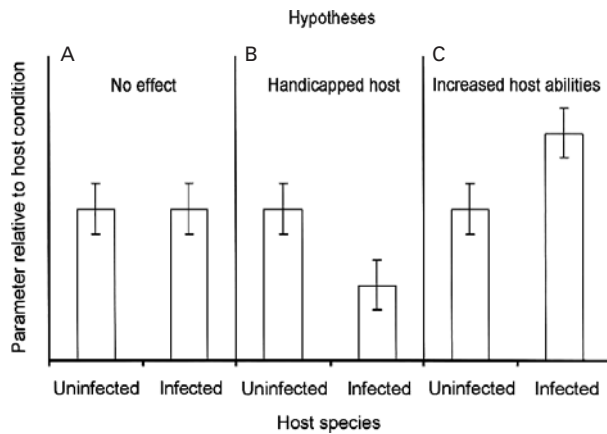 Hypotheses
A B C
No effect Handicapped host Increased host abilities
Parameter relative to host condition
Uninfected Infected Uninfected Infected Uninfected Infected
Host species